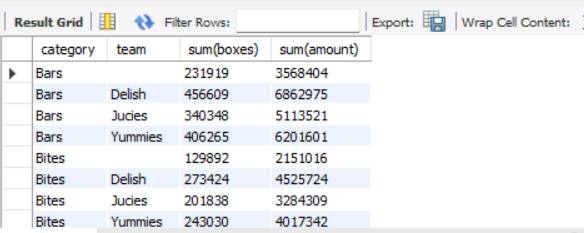 Result Grid Filter Rows: Export: Wrap Cell Content:
category team sum(boxes) sum(amount)
Bars 231919 3568404
Bars Delish 456609 6862975
Bars Jucies 340348 5113521
Bars Yummies 406265 6201601
Bites 129892 2151016
Bites Delish 273424 4525724
Bites Jucies 201838 3284309
Bites Yummies 243030 4017342